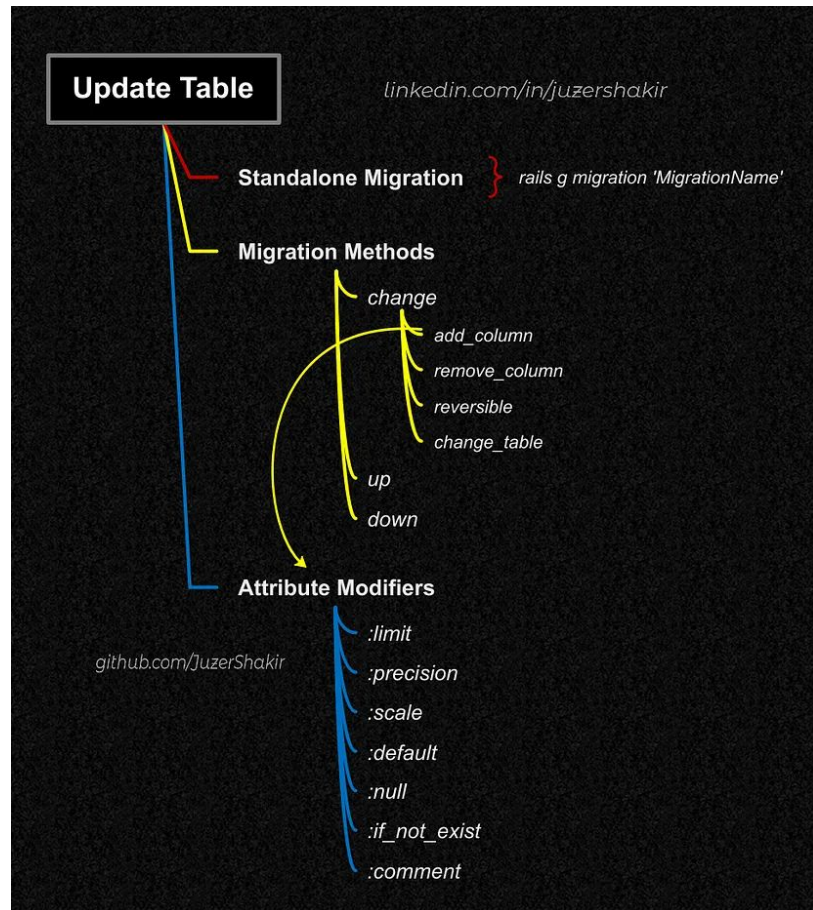 Update Table
linkedin.com/in/juzershakir
Standalone Migration
rails g migration 'MigrationName'
Migration Methods
change
add_column
remove_column
reversible
change_table
up
down
Attribute Modifiers
:limit
github.com/JuzerShakir
:precision
:scale
:default
:null
:if_not_exist
:comment